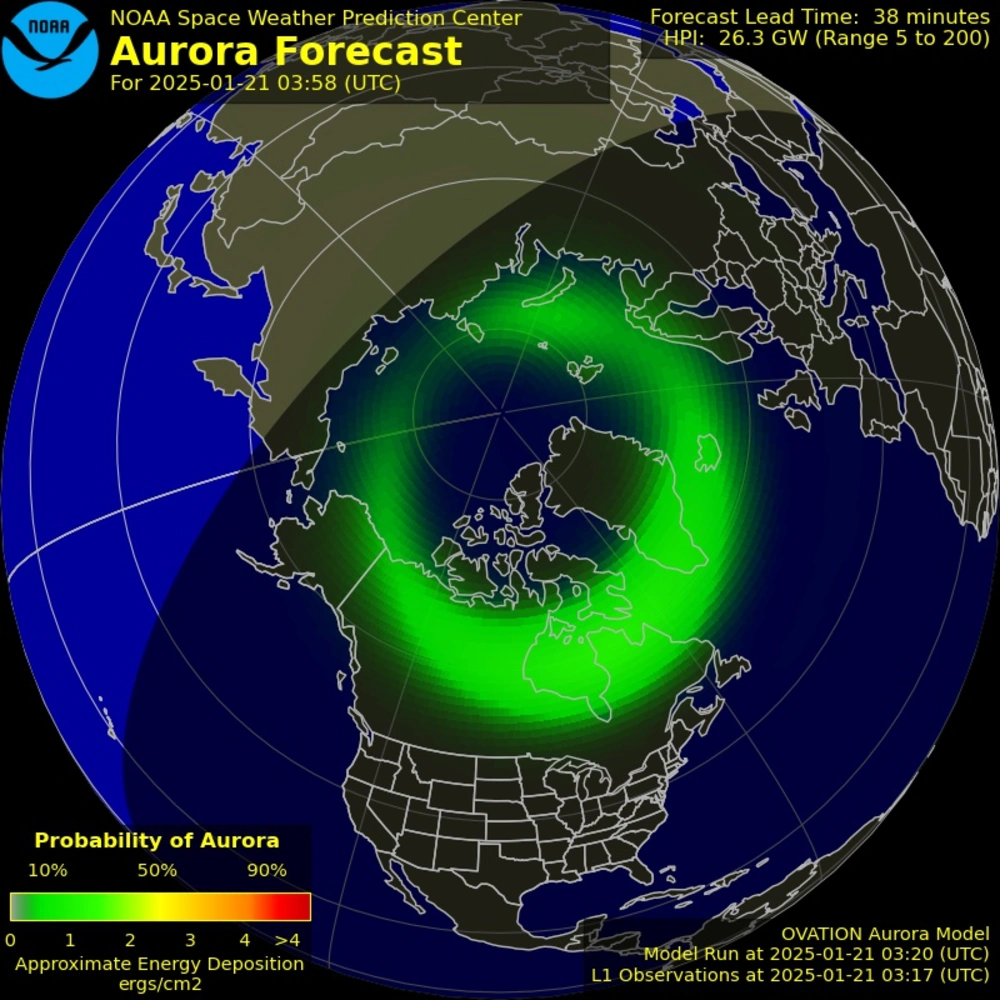 NOAA
NOAA Space Weather Prediction Center
Aurora Forecast
For 2025-01-21 03:58 (UTC)
Forecast Lead Time: 38 minutes
HPI: 26.3 GW (Range 5 to 200)
Probability of Aurora
10% 50% 90%
0 1 2 3 4 >4
Approximate Energy Deposition
ergs/cm2
OVATION Aurora Model
Model Run at 2025-01-21 03:20 (UTC)
L1 Observations at 2025-01-21 03:17 (UTC)